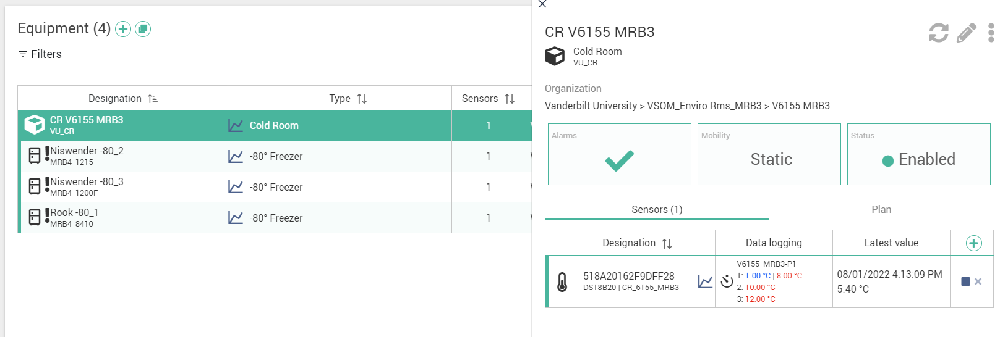 Equipment (4)
Filters
Designation Type Sensors
CR V6155 MRB3
VU_CR
Cold Room 1
Niswender -80_2
MRB4_1215
-80° Freezer 1
Niswender -80_3
MRB4_1200F
-80° Freezer 1
Rook -80_1
MRB4_8410
-80° Freezer 1
CR V6155 MRB3
Cold Room
VU_CR
Organization
Vanderbilt University > VSOM_Enviro Rms_MRB3 > V6155 MRB3
Alarms
Mobility
Static
Status
Enabled
Sensors (1) Plan
Designation Data logging Latest value
518A20162F9DFF28
DS18B20 | CR_6155_MRB3
V6155_MRB3-P1
1: 1.00 °C | 8.00 °C
2: 10.00 °C
3: 12.00 °C
08/01/2022 4:13:09 PM
5.40 °C